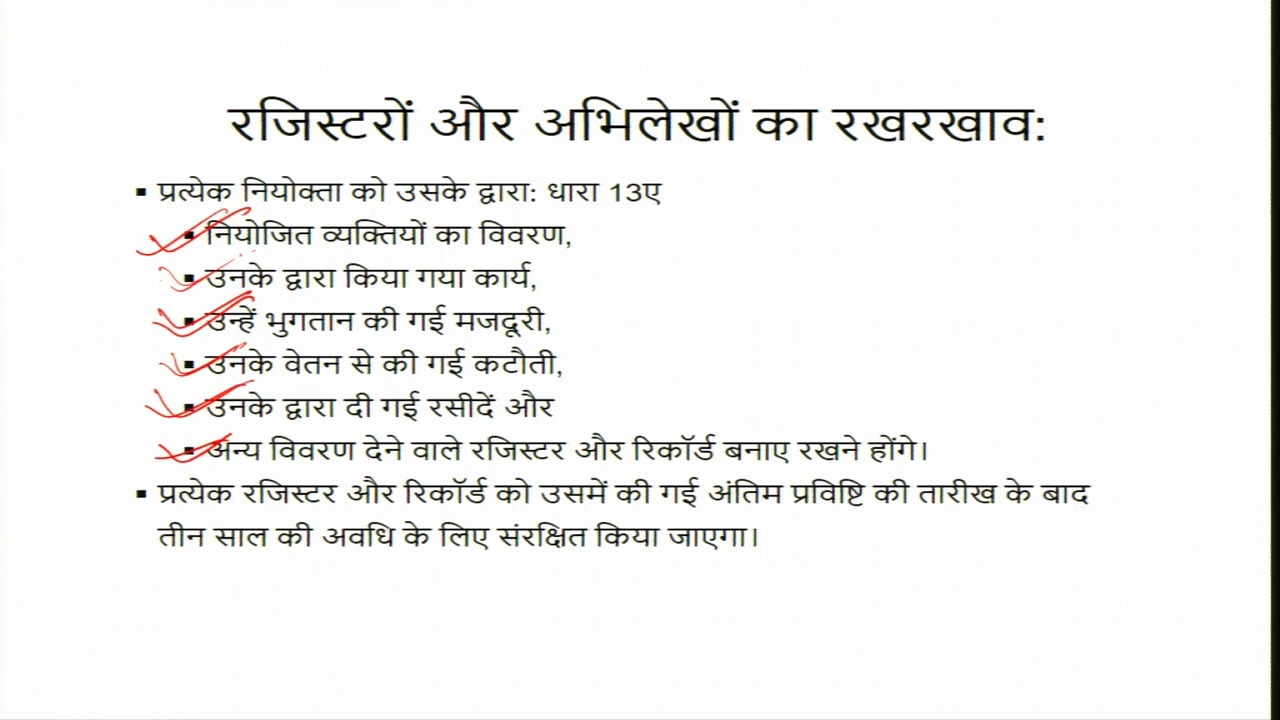 रजिस्टरों और अभिलेखों का रखरखाव:
▪ प्रत्येक नियोक्ता को उसके द्वारा: धारा 13ए
▪ नियोजित व्यक्तियों का विवरण,
▪ उनके द्वारा किया गया कार्य,
▪ उन्हें भुगतान की गई मजदूरी,
▪ उनके वेतन से की गई कटौती,
▪ उनके द्वारा दी गई रसीदें और
▪ अन्य विवरण देने वाले रजिस्टर और रिकॉर्ड बनाए रखने होंगे।
▪ प्रत्येक रजिस्टर और रिकॉर्ड को उसमें की गई अंतिम प्रविष्टि की तारीख के बाद
तीन साल की अवधि के लिए संरक्षित किया जाएगा।